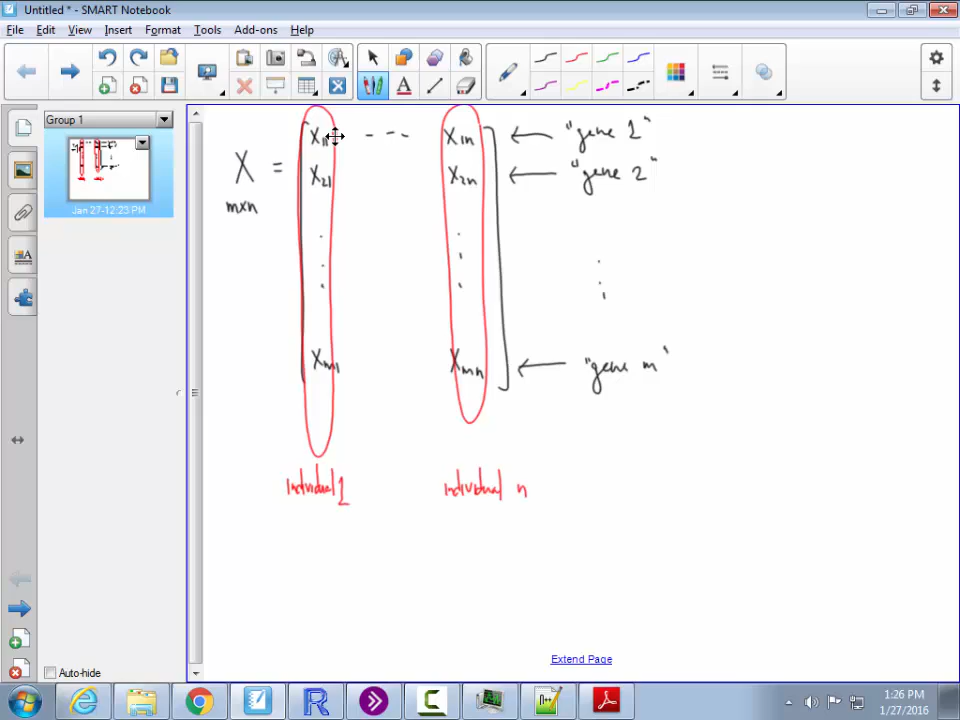 Untitled * - SMART Notebook
File Edit View Insert Format Tools Add-ons Help
Group 1
Jan 27-12:23 PM
X₁₁ - - - X₁ₙ ← "gene 1"
X =
mxn
X₂₁ X₂ₙ ← "gene 2"
Xₘ₁ Xₘₙ ← "gene m"
individual 1 individual n
Extend Page
Auto-hide
1:26 PM
1/27/2016